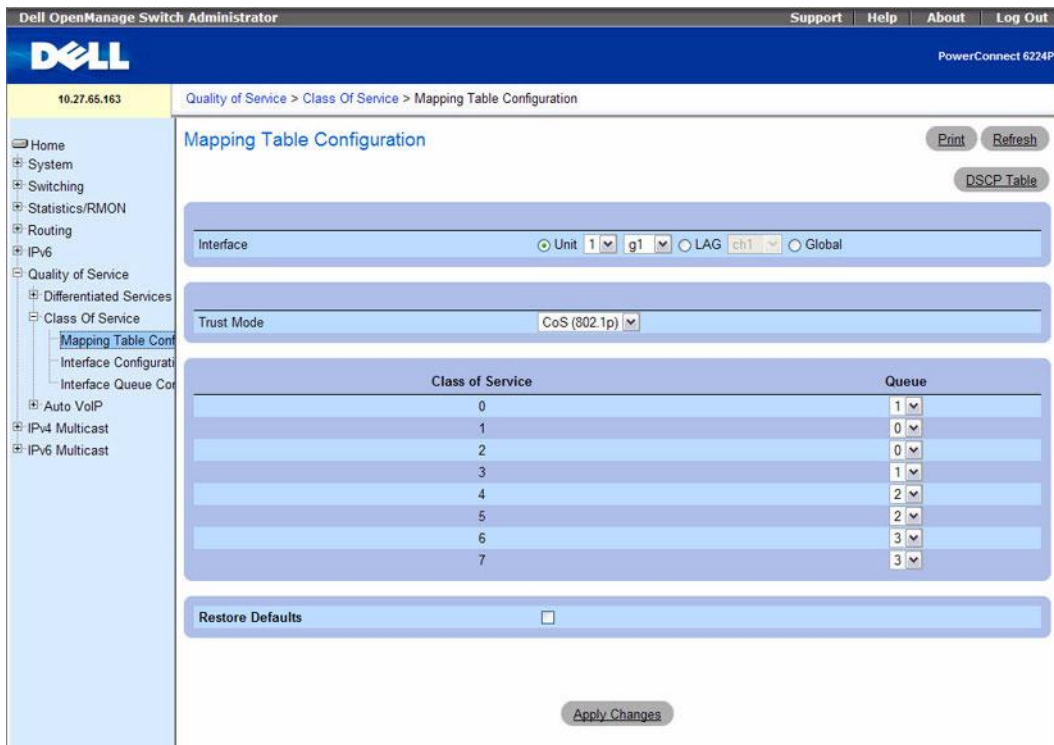 Dell OpenManage Switch Administrator Support Help About Log Out
DELL
PowerConnect 6224P
10.27.65.163
Quality of Service > Class Of Service > Mapping Table Configuration
Home
System
Switching
Statistics/RMON
Routing
IPv6
Quality of Service
Differentiated Services
Class Of Service
Mapping Table Conf
Interface Configurati
Interface Queue Cor
Auto VoIP
IPv4 Multicast
IPv6 Multicast
Mapping Table Configuration
Print Refresh
DSCP Table
Interface Unit 1 g1 LAG ch1 Global
Trust Mode CoS (802.1p)
Class of Service Queue
0 1
1 0
2 0
3 1
4 2
5 2
6 3
7 3
Restore Defaults
Apply Changes